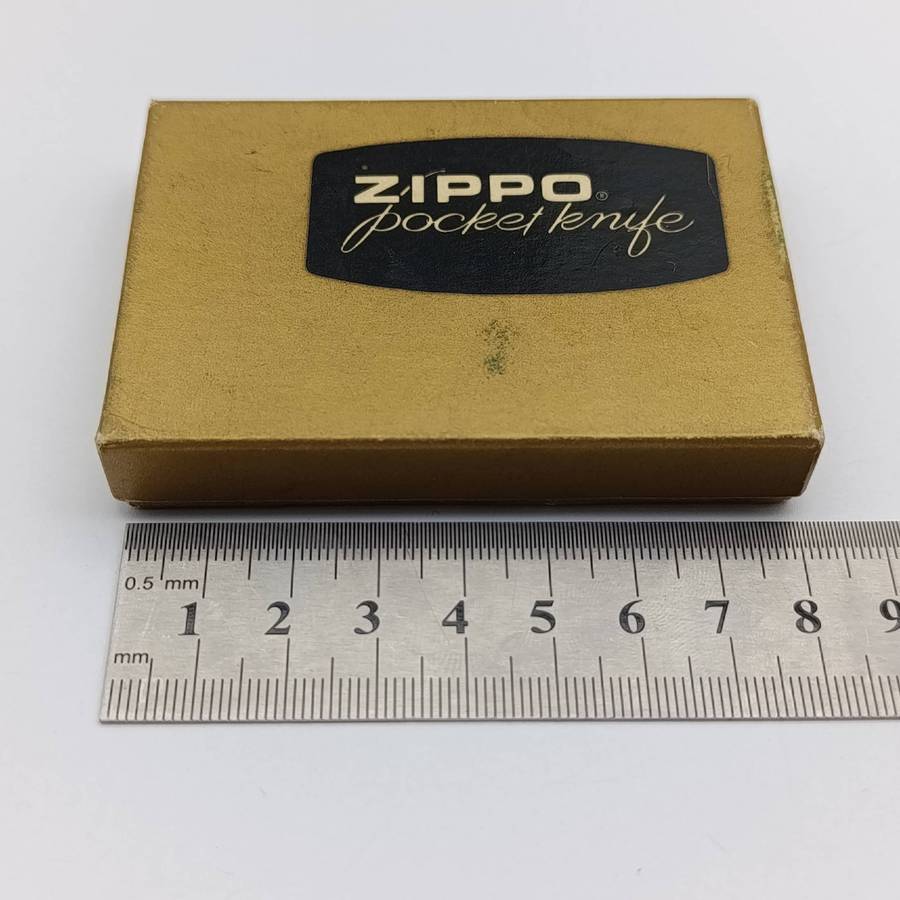 ZIPPO®
pocket knife
0.5 mm
1 2 3 4 5 6 7 8 9
mm